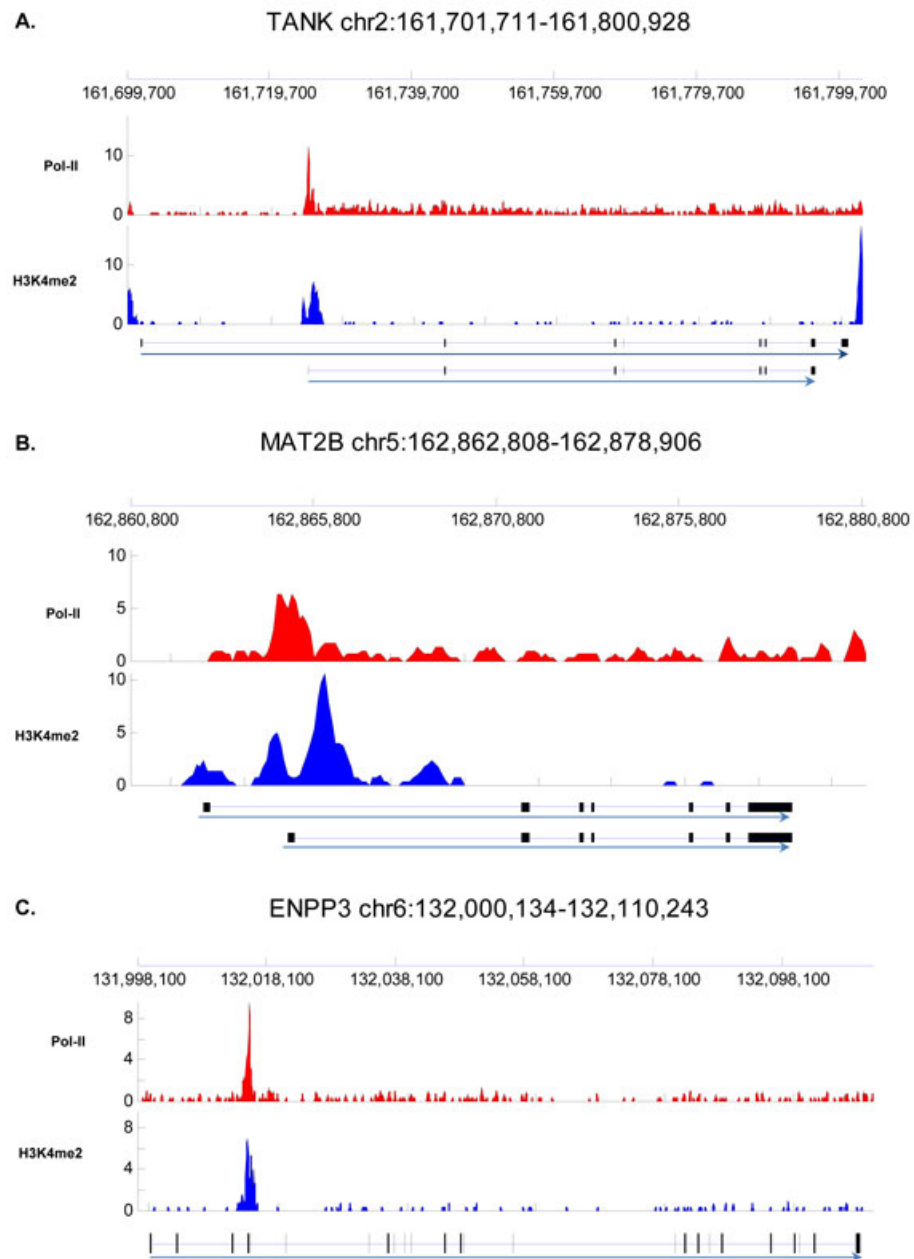 A. TANK chr2:161,701,711-161,800,928
161,699,700 161,719,700 161,739,700 161,759,700 161,779,700 161,799,700
Pol-II
10
0
H3K4me2
10
0
B. MAT2B chr5:162,862,808-162,878,906
162,860,800 162,865,800 162,870,800 162,875,800 162,880,800
10
Pol-II
5
0
10
H3K4me2
5
0
C. ENPP3 chr6:132,000,134-132,110,243
131,998,100 132,018,100 132,038,100 132,058,100 132,078,100 132,098,100
8
Pol-II
4
0
8
H3K4me2
4
0